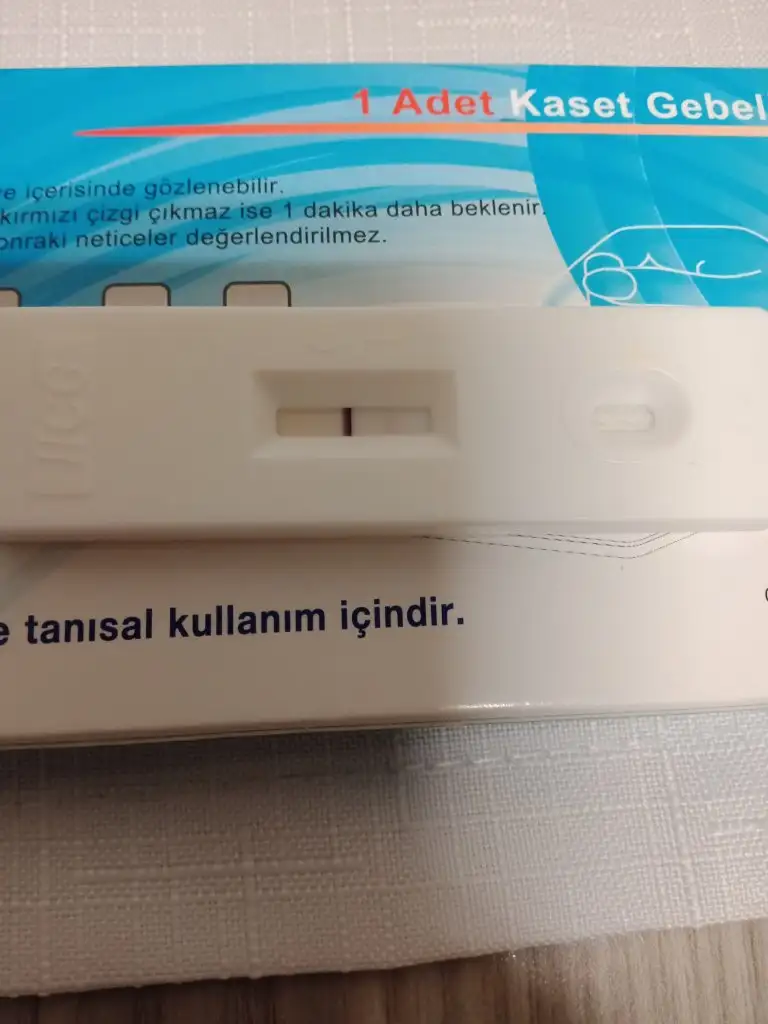 1 Adet Kaset Gebel
e içerisinde gözlenebilir.
kırmızı çizgi çıkmaz ise 1 dakika daha beklenir.
onraki neticeler değerlendirilmez.
e tanısal kullanım içindir.